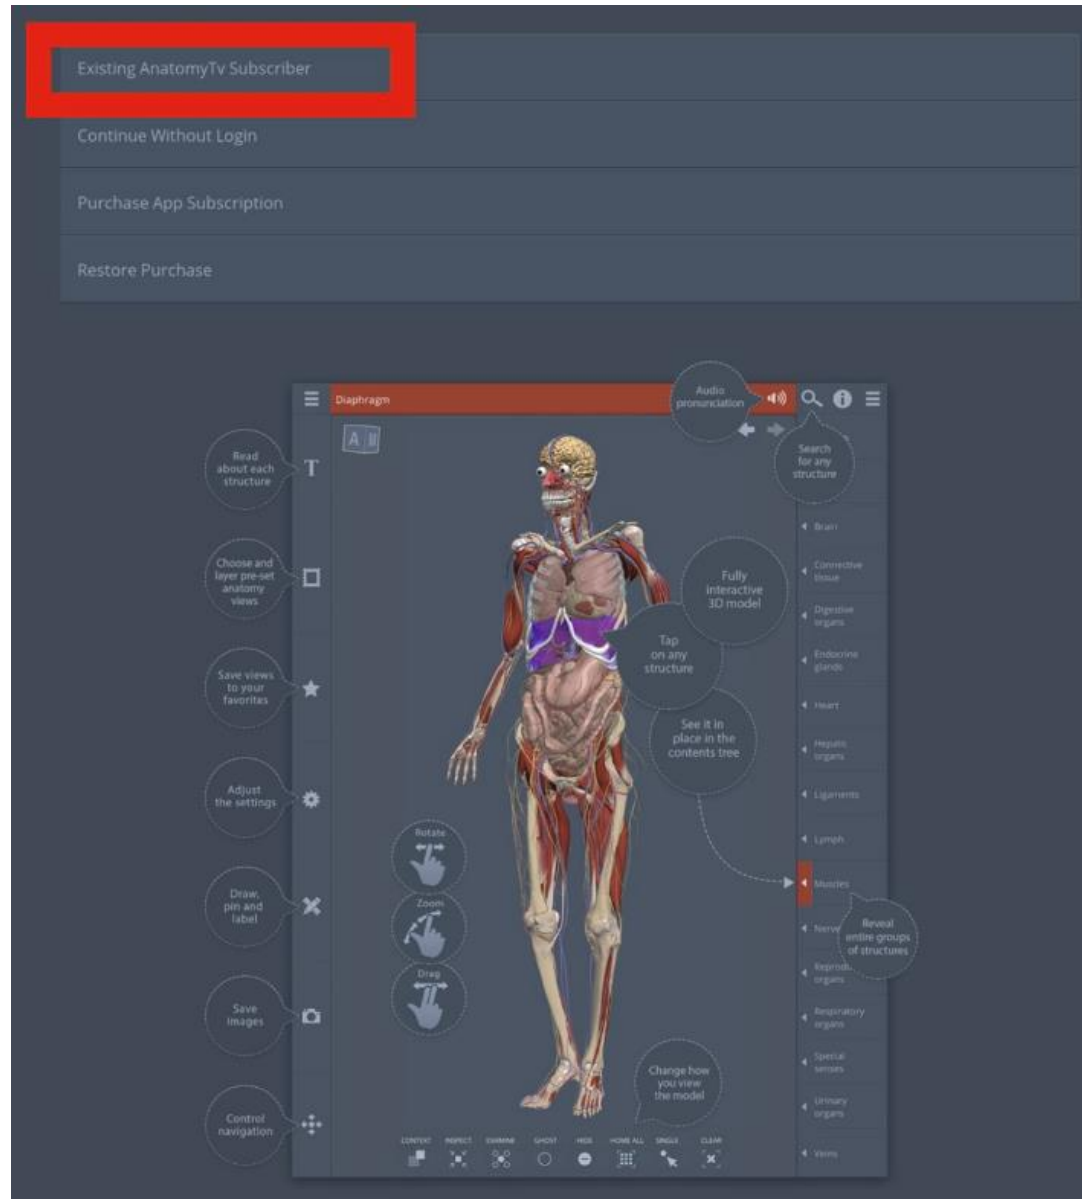 Existing AnatomyTv Subscriber
Continue Without Login
Purchase App Subscription
Restore Purchase
Diaphragm
Audio
pronunciation
Search
for any
structure
Read
about each
structure
T
Choose and
layer pre-set
anatomy
views
Save views
to your
favorites
Adjust
the settings
Draw,
pin and
label
Save
images
Control
navigation
Fully
interactive
3D model
Tap
on any
structure
See it in
place in the
contents tree
Rotate
Zoom
Drag
Change how
you view
the model
Brain
Connective
tissue
Digestive
organs
Endocrine
glands
Heart
Hepatic
organs
Ligaments
Lymph
Muscles
Reveal
entire groups
of structures
organs
Respiratory
organs
Special
senses
Urinary
organs
Veins
CONTEXT INSPECT EXAMINE GHOST HIDE HOME ALL SINGLE CLEAR